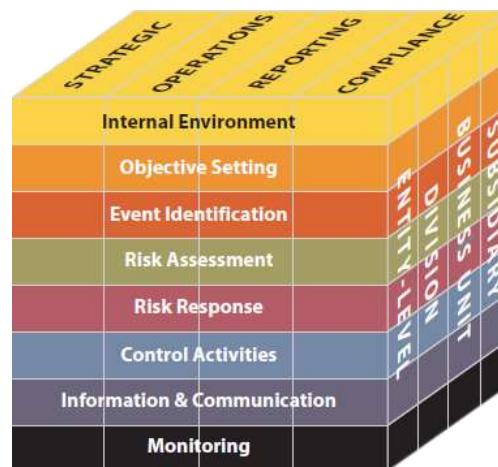 STRATEGIC
OPERATIONS
REPORTING
COMPLIANCE
Internal Environment
Objective Setting
Event Identification
Risk Assessment
Risk Response
Control Activities
Information & Communication
Monitoring
ENTITY-LEVEL
DIVISION
BUSINESS UNIT
SUBSIDIARY